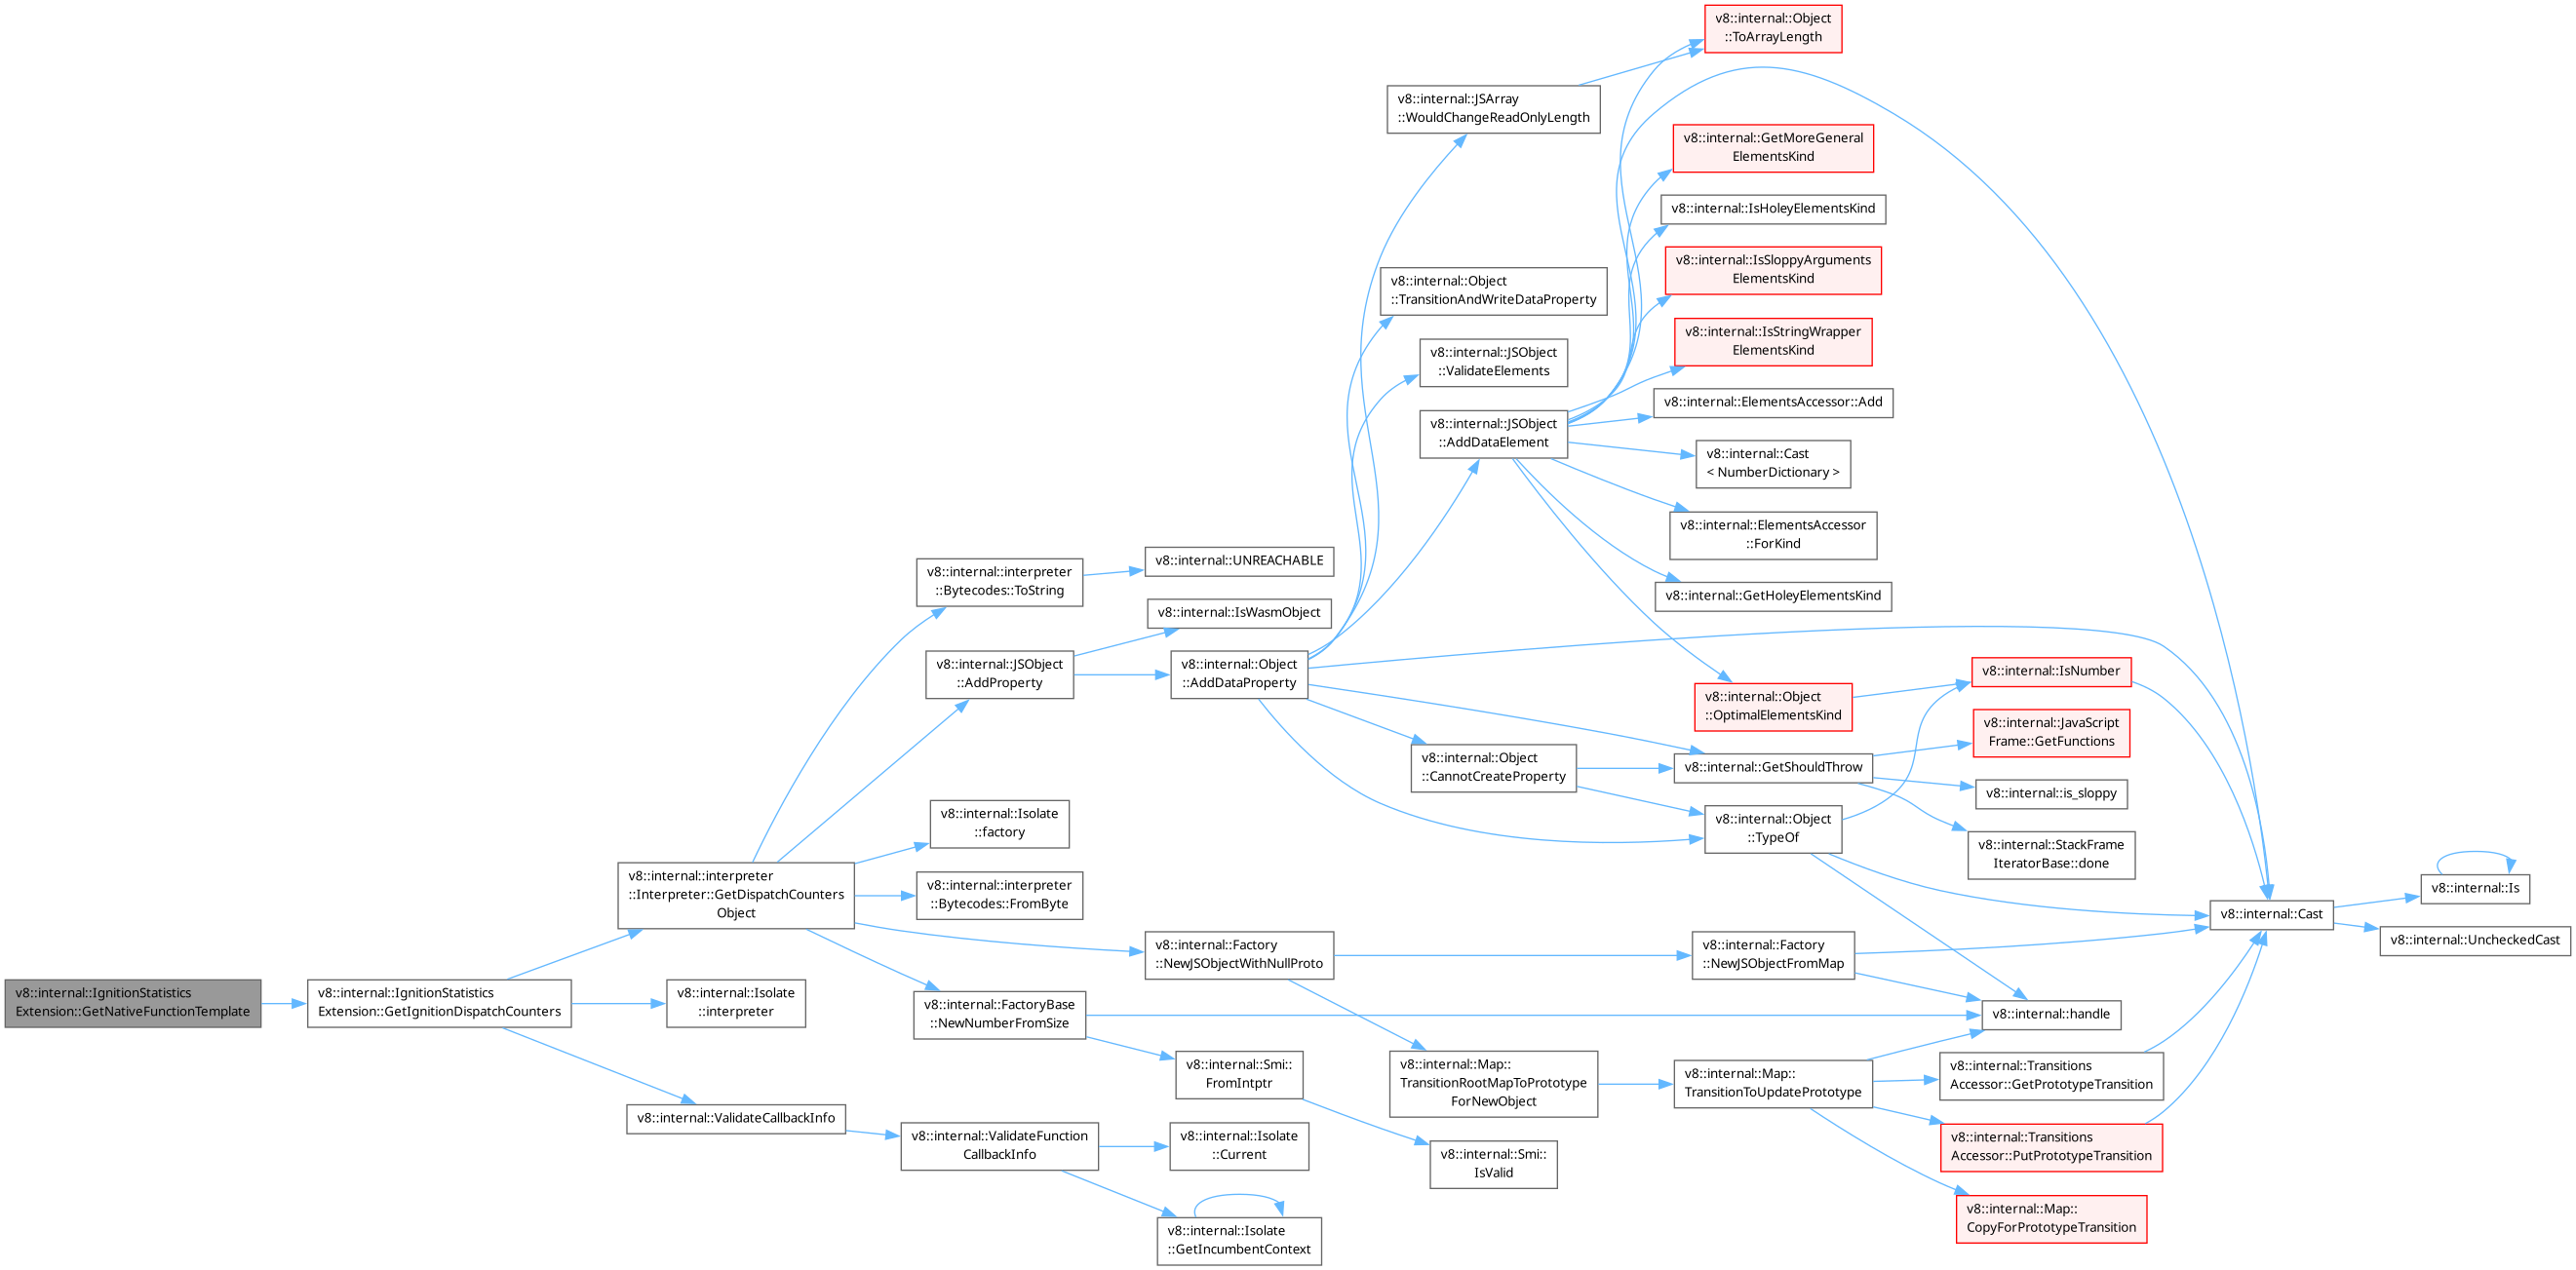 v8::internal::IgnitionStatistics
Extension::GetNativeFunctionTemplate
v8::internal::IgnitionStatistics
Extension::GetIgnitionDispatchCounters
v8::internal::interpreter
::Interpreter::GetDispatchCounters
Object
v8::internal::Isolate
::interpreter
v8::internal::ValidateCallbackInfo
v8::internal::interpreter
::Bytecodes::ToString
v8::internal::JSObject
::AddProperty
v8::internal::Isolate
::factory
v8::internal::interpreter
::Bytecodes::FromByte
v8::internal::FactoryBase
::NewNumberFromSize
v8::internal::ValidateFunction
CallbackInfo
v8::internal::UNREACHABLE
v8::internal::IsWasmObject
v8::internal::Object
::AddDataProperty
v8::internal::Factory
::NewJSObjectWithNullProto
v8::internal::Smi::
FromIntptr
v8::internal::Isolate
::Current
v8::internal::Isolate
::GetIncumbentContext
v8::internal::JSArray
::WouldChangeReadOnlyLength
v8::internal::Object
::TransitionAndWriteDataProperty
v8::internal::JSObject
::ValidateElements
v8::internal::JSObject
::AddDataElement
v8::internal::Object
::CannotCreateProperty
v8::internal::Map::
TransitionRootMapToPrototype
ForNewObject
v8::internal::Smi::
IsValid
v8::internal::Object
::ToArrayLength
v8::internal::GetMoreGeneral
ElementsKind
v8::internal::IsHoleyElementsKind
v8::internal::IsSloppyArguments
ElementsKind
v8::internal::IsStringWrapper
ElementsKind
v8::internal::ElementsAccessor::Add
v8::internal::Cast
< NumberDictionary >
v8::internal::ElementsAccessor
::ForKind
v8::internal::GetHoleyElementsKind
v8::internal::Object
::OptimalElementsKind
v8::internal::GetShouldThrow
v8::internal::Object
::TypeOf
v8::internal::Factory
::NewJSObjectFromMap
v8::internal::Map::
TransitionToUpdatePrototype
v8::internal::IsNumber
v8::internal::JavaScript
Frame::GetFunctions
v8::internal::is_sloppy
v8::internal::StackFrame
IteratorBase::done
v8::internal::handle
v8::internal::Transitions
Accessor::GetPrototypeTransition
v8::internal::Transitions
Accessor::PutPrototypeTransition
v8::internal::Map::
CopyForPrototypeTransition
v8::internal::Cast
v8::internal::Is
v8::internal::UncheckedCast